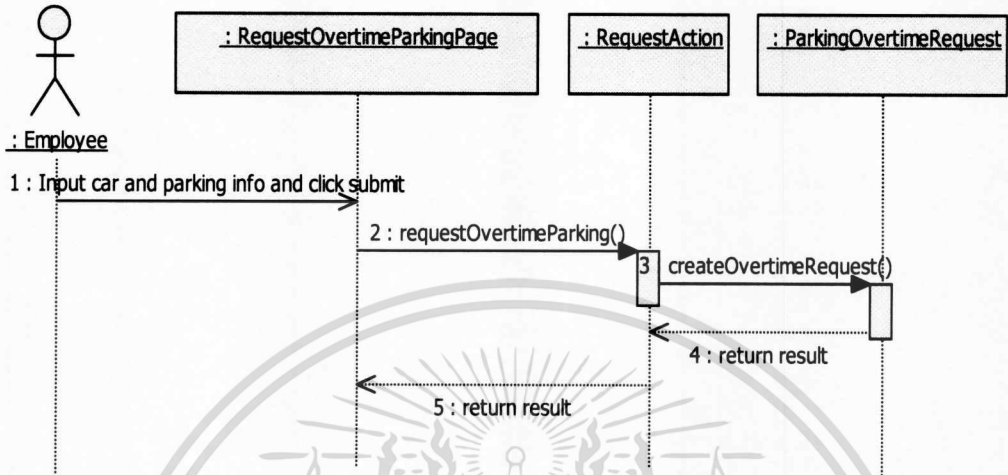 : RequestOvertimeParkingPage
: RequestAction
: ParkingOvertimeRequest
: Employee
1 : Input car and parking info and click submit
2 : requestOvertimeParking()
3 createOvertimeRequest()
4 : return result
5 : return result